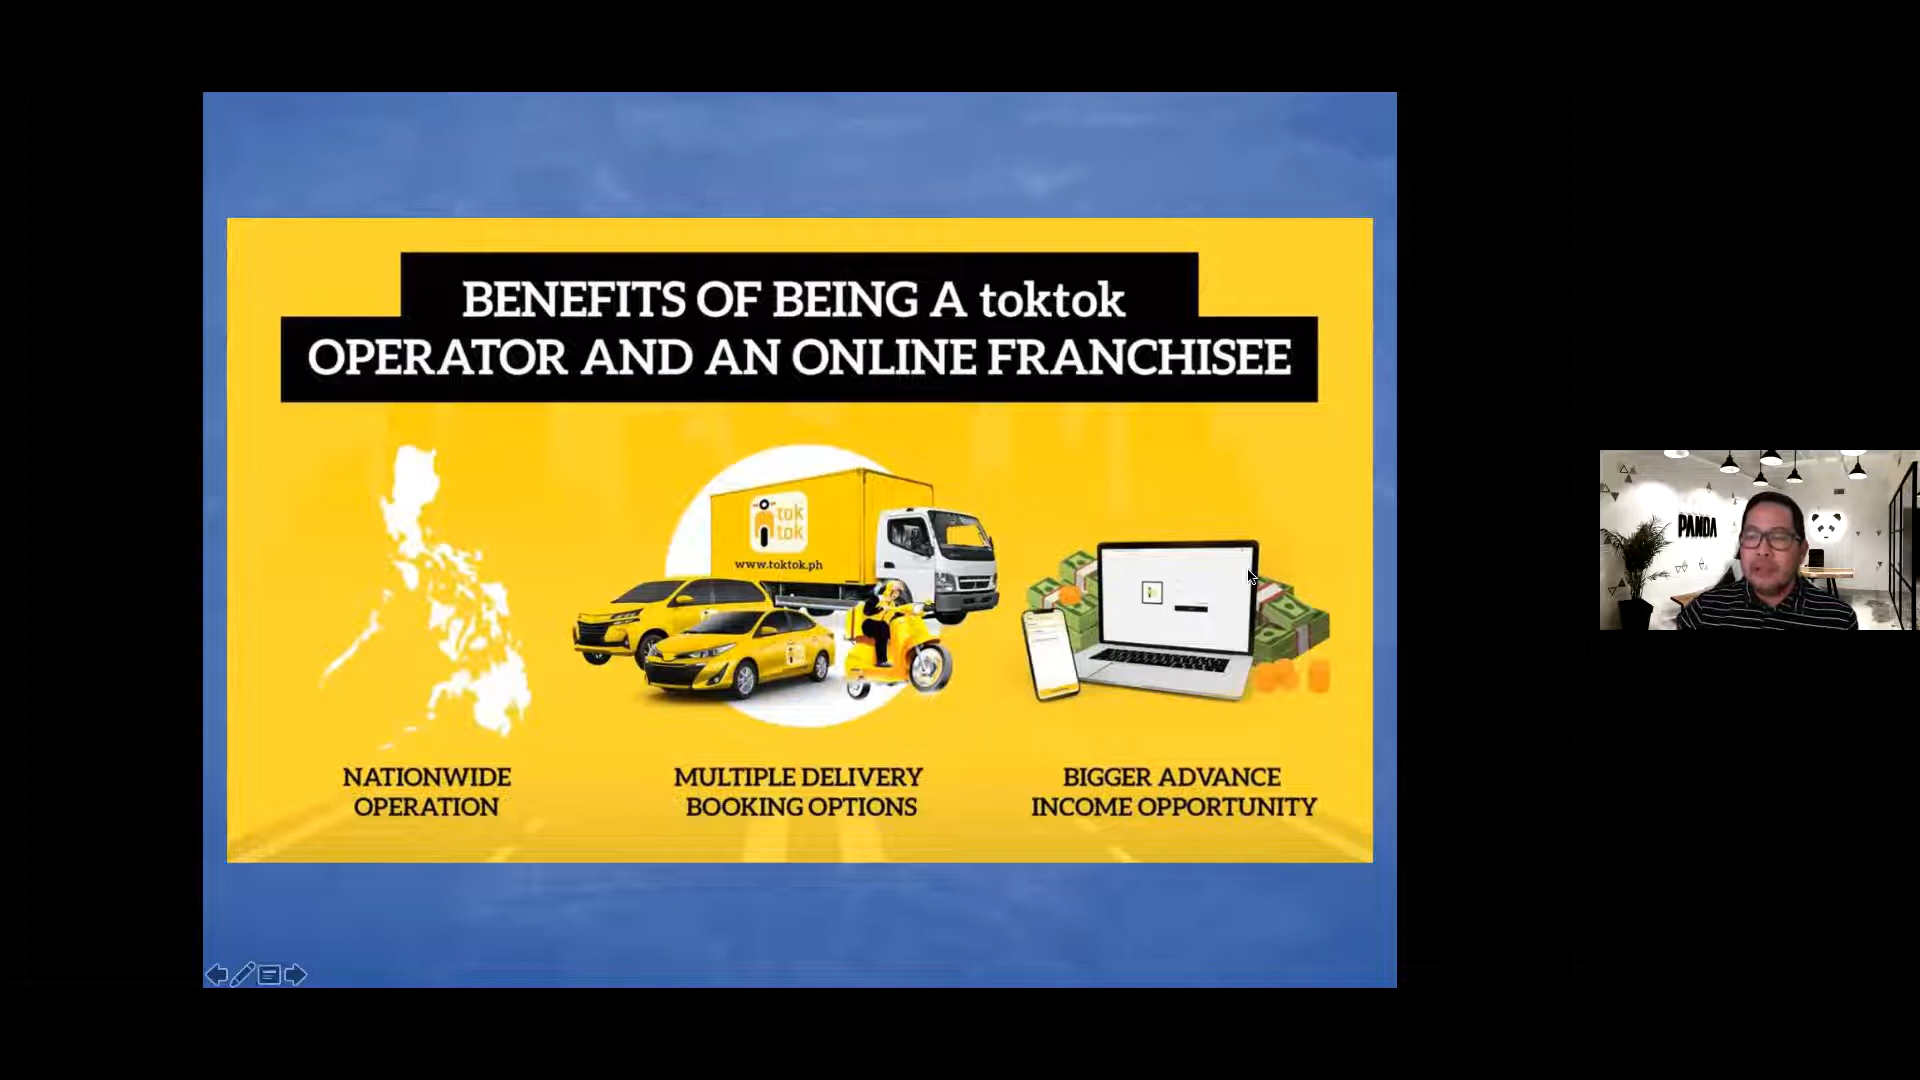 BENEFITS OF BEING A toktok
OPERATOR AND AN ONLINE FRANCHISEE
tok
tok
www.toktok.ph
NATIONWIDE
OPERATION
MULTIPLE DELIVERY
BOOKING OPTIONS
BIGGER ADVANCE
INCOME OPPORTUNITY
PANDA